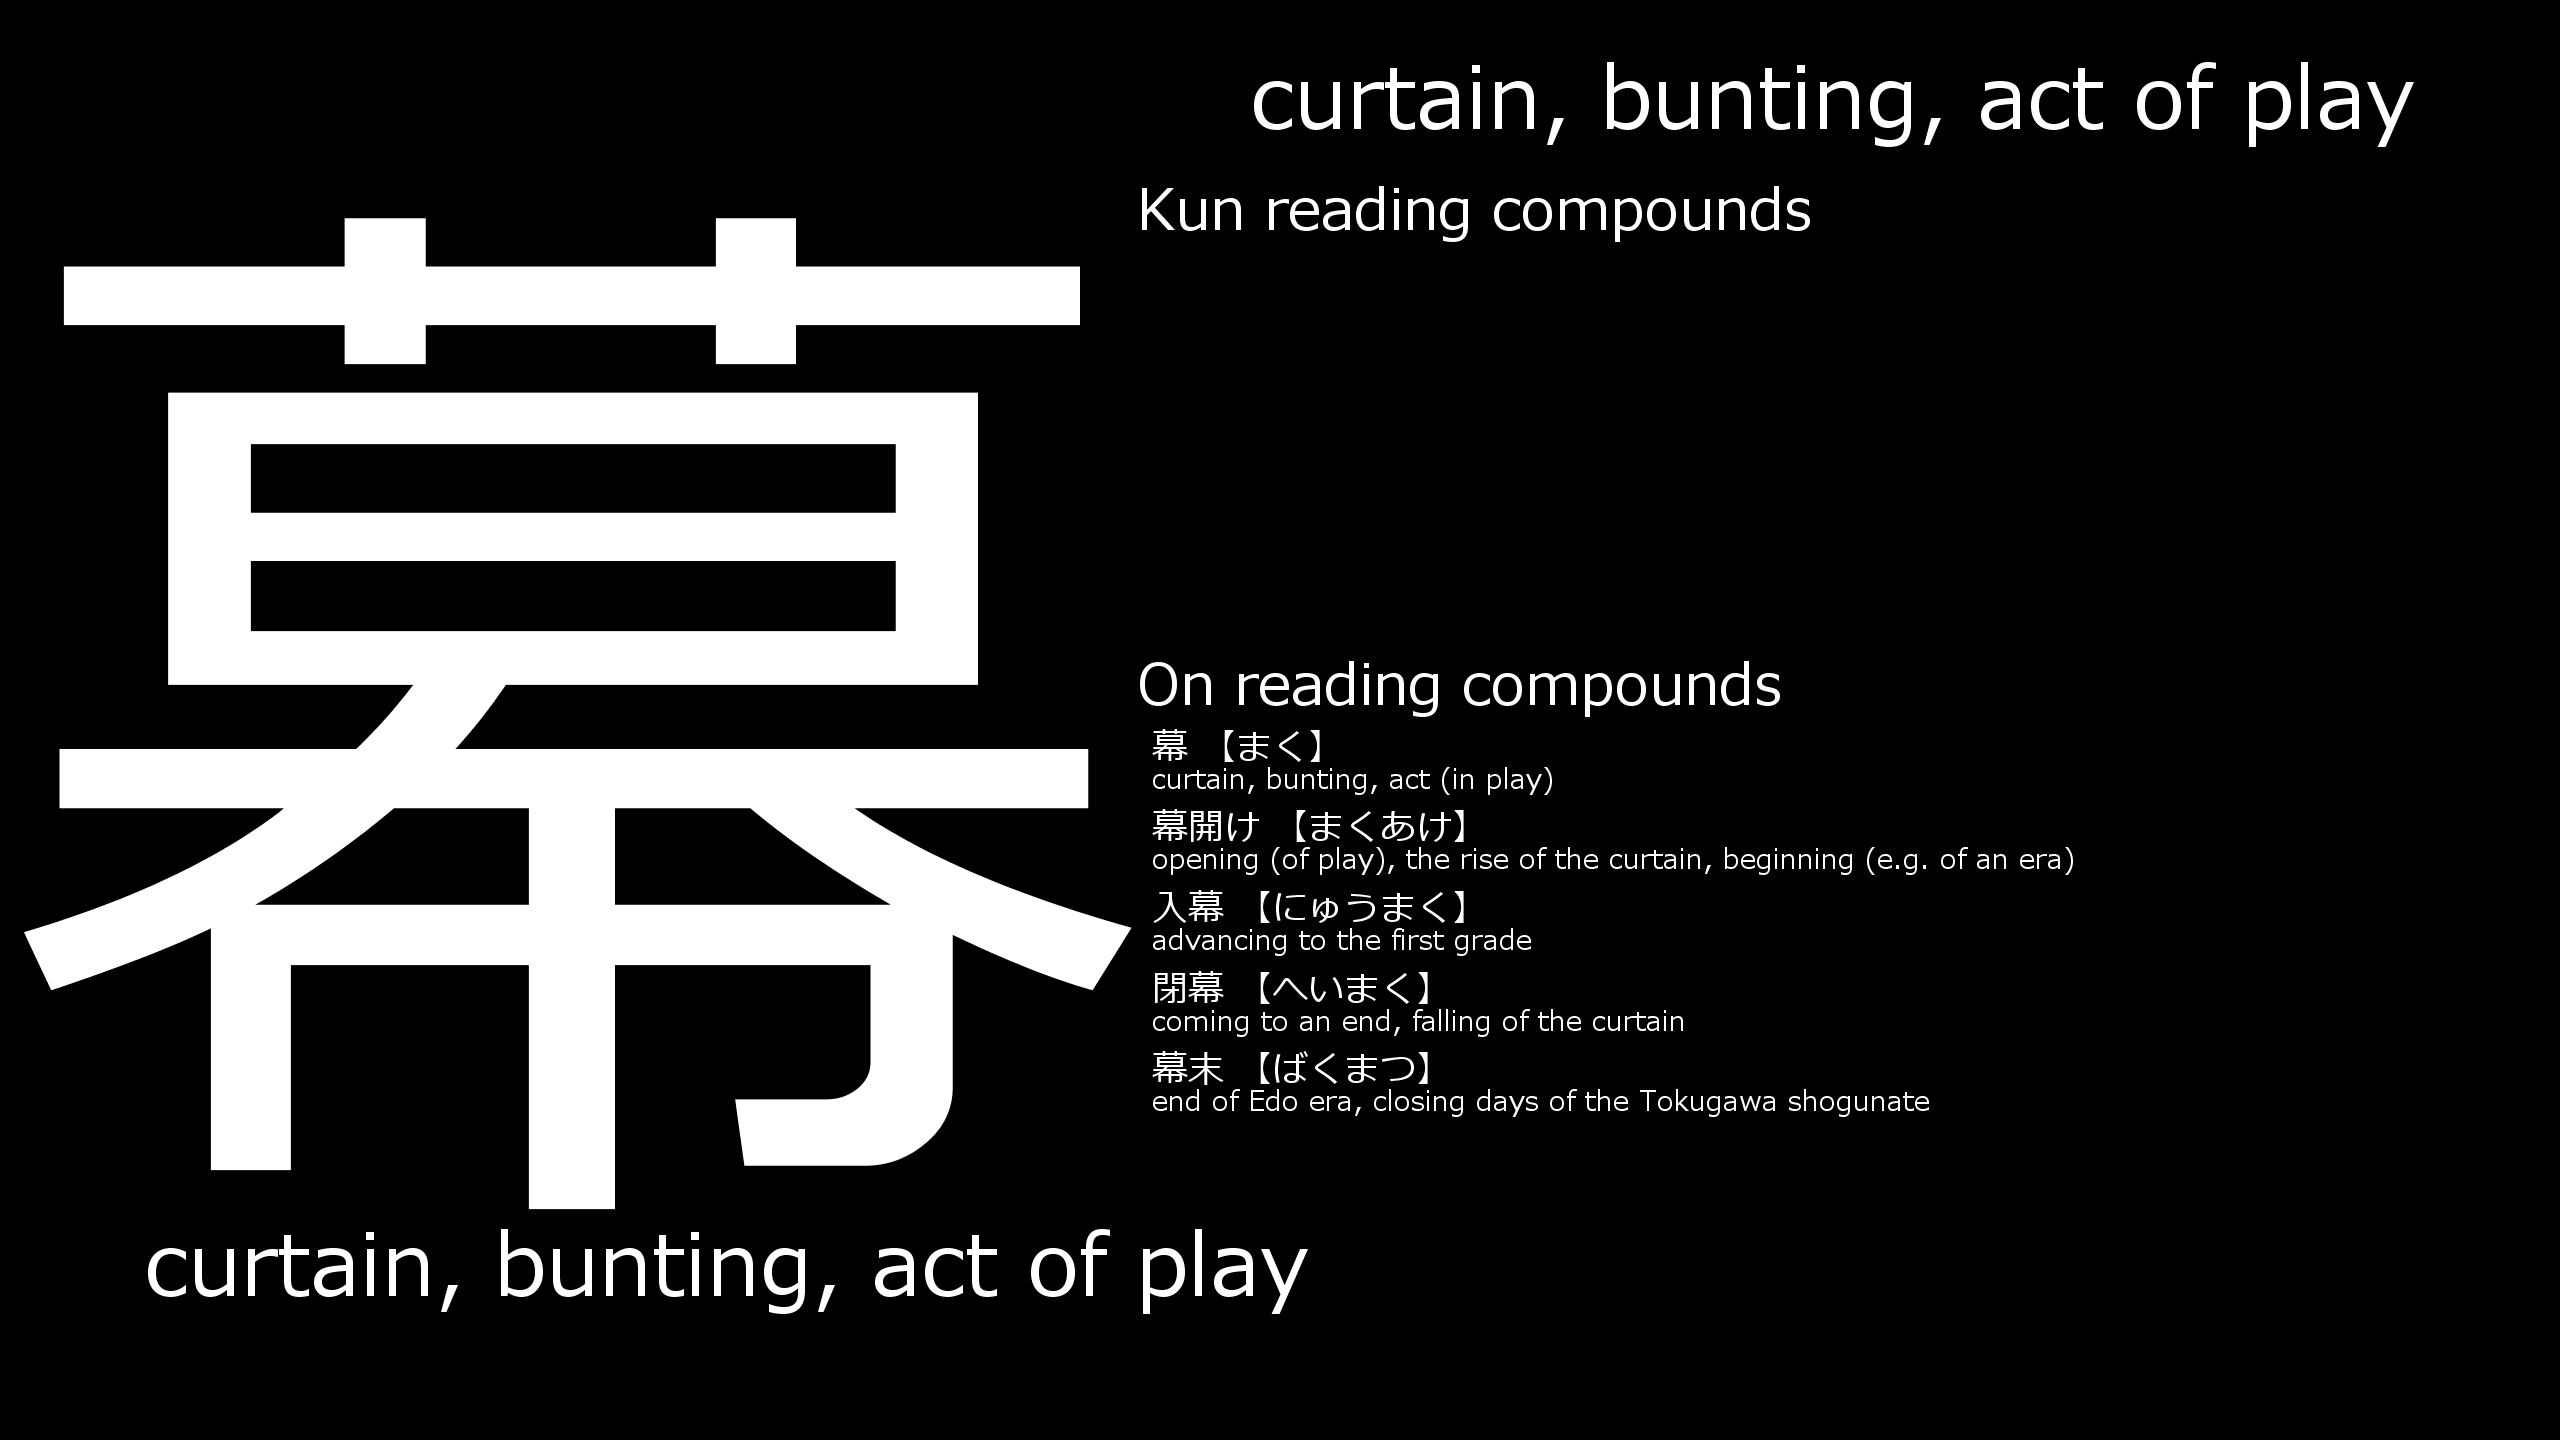 幕
curtain, bunting, act of play
curtain, bunting, act of play
Kun reading compounds
On reading compounds
幕 【まく】
curtain, bunting, act (in play)
幕開け 【まくあけ】
opening (of play), the rise of the curtain, beginning (e.g. of an era)
入幕 【にゅうまく】
advancing to the first grade
閉幕 【へいまく】
coming to an end, falling of the curtain
幕末 【ばくまつ】
end of Edo era, closing days of the Tokugawa shogunate